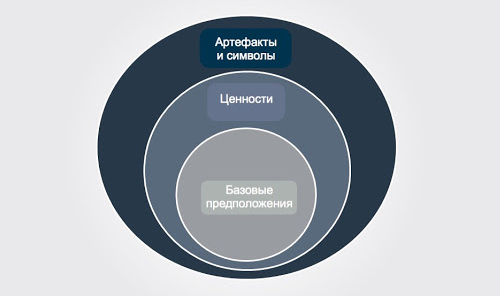 Артефакты
и символы
Ценности
Базовые
предположения